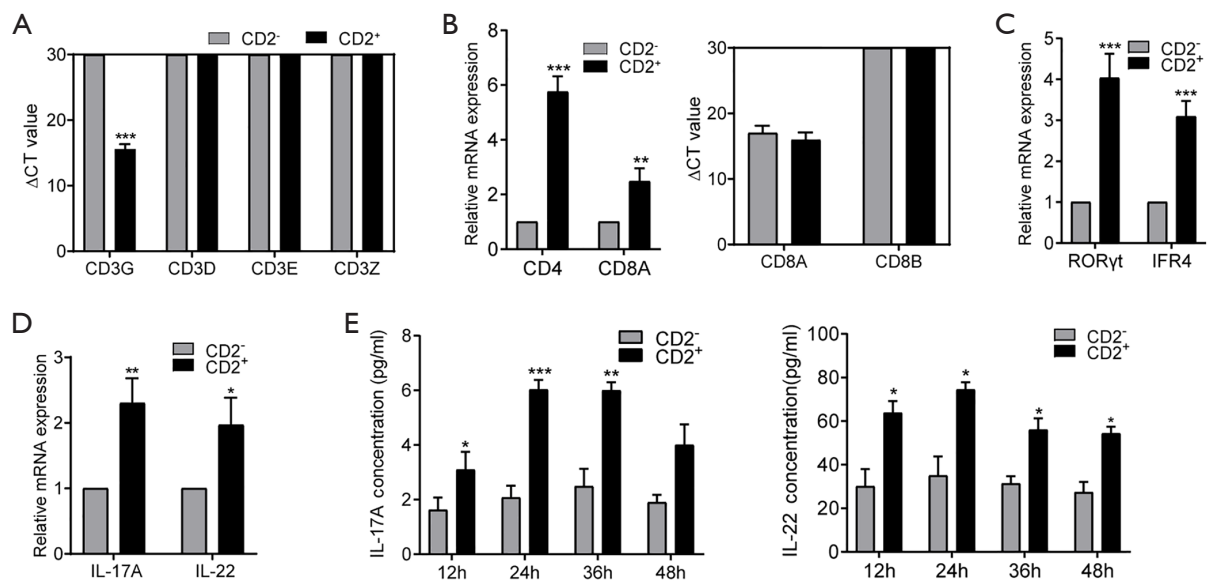 A
CD2- CD2+
ΔCT value
30
20
10
0
***
CD3G CD3D CD3E CD3Z
B
CD2-
CD2+
Relative mRNA expression
8
6
4
2
0
***
**
CD4 CD8A
ΔCT value
30
20
10
0
CD8A CD8B
C
CD2-
CD2+
Relative mRNA expression
5
4
3
2
1
0
***
***
RORγt IFR4
D
CD2-
CD2+
Relative mRNA expression
3
2
1
0
**
*
IL-17A IL-22
E
CD2-
CD2+
IL-17A concentration (pg/ml)
8
6
4
2
0
*
***
**
12h 24h 36h 48h
CD2-
CD2+
IL-22 concentration(pg/ml)
100
80
60
40
20
0
*
*
*
*
12h 24h 36h 48h